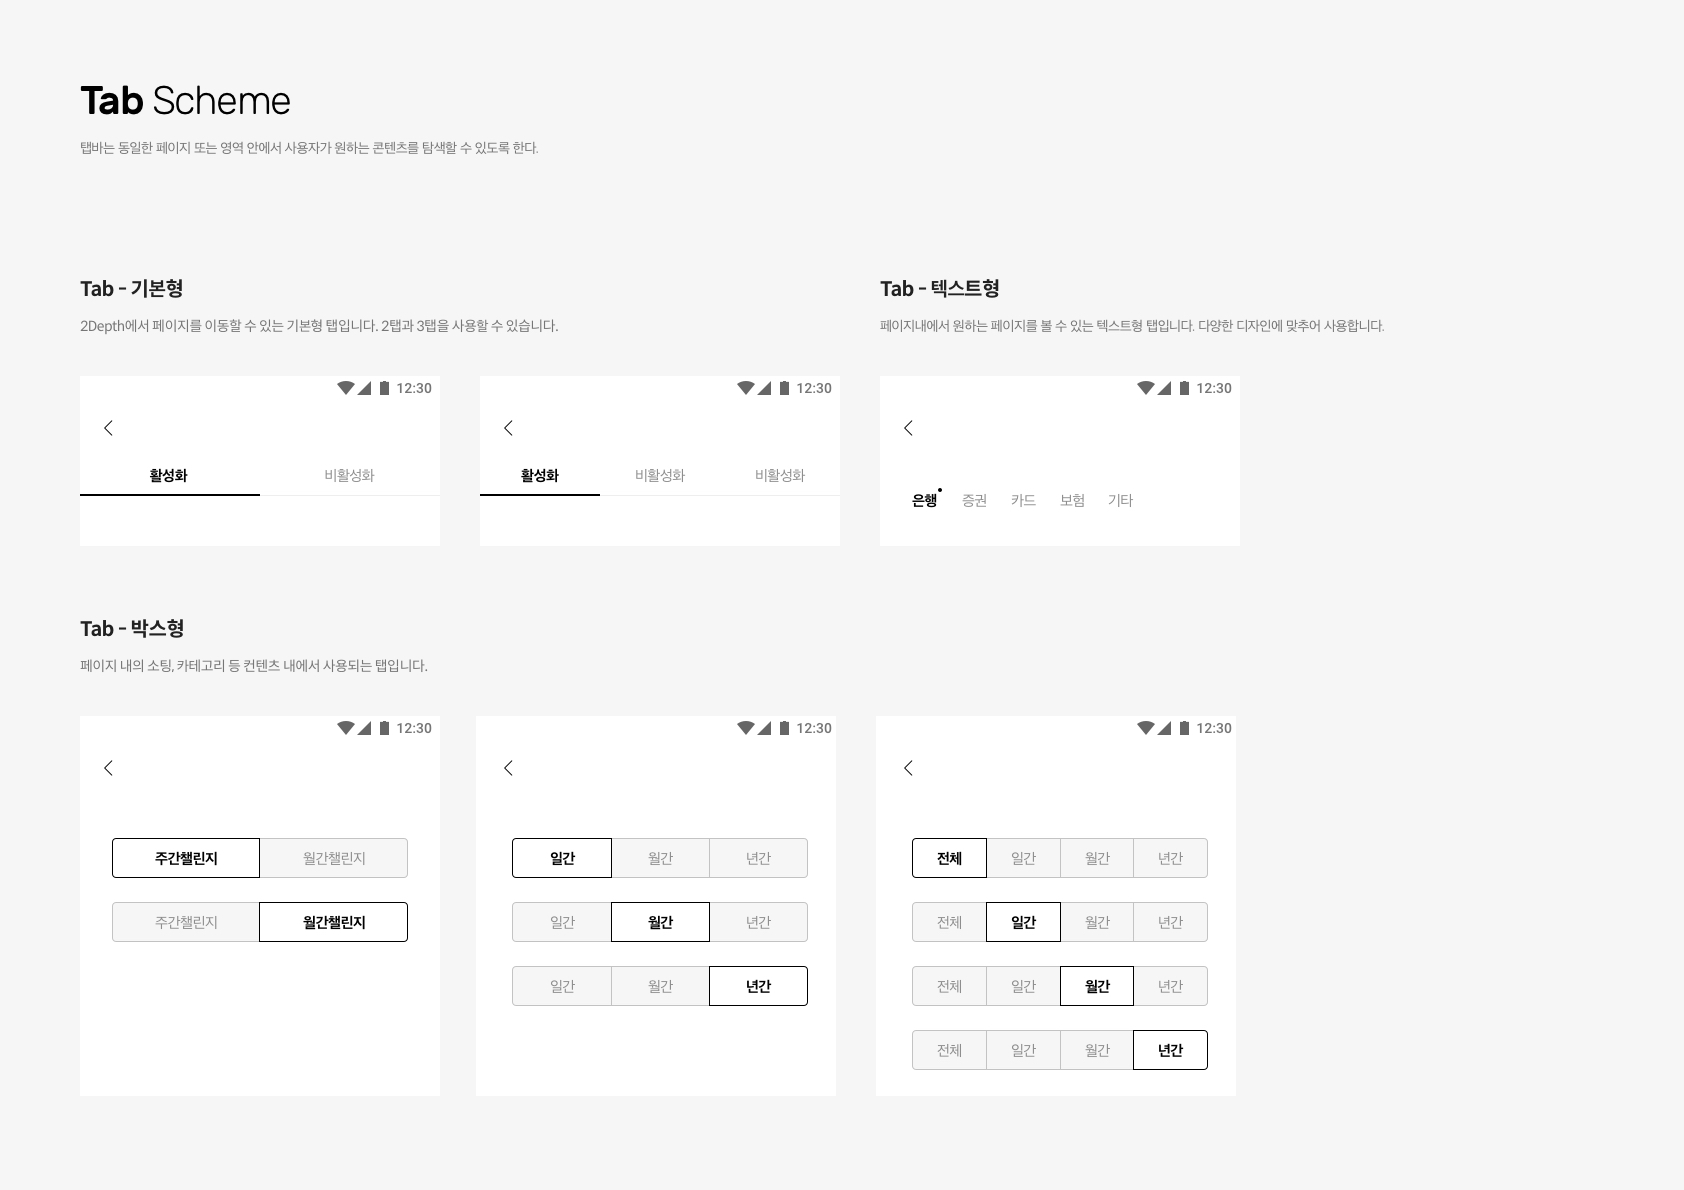 Tab Scheme
탭바는 동일한 페이지 또는 영역 안에서 사용자가 원하는 콘텐츠를 탐색할 수 있도록 한다.
Tab - 기본형
2Depth에서 페이지를 이동할 수 있는 기본형 탭입니다. 2탭과 3탭을 사용할 수 있습니다.
12:30
활성화 비활성화
12:30
활성화 비활성화 비활성화
Tab - 텍스트형
페이지내에서 원하는 페이지를 볼 수 있는 텍스트형 탭입니다. 다양한 디자인에 맞추어 사용합니다.
12:30
은행 증권 카드 보험 기타
Tab - 박스형
페이지 내의 소팅, 카테고리 등 컨텐츠 내에서 사용되는 탭입니다.
12:30
주간챌린지 월간챌린지
주간챌린지 월간챌린지
12:30
일간 월간 년간
일간 월간 년간
일간 월간 년간
12:30
전체 일간 월간 년간
전체 일간 월간 년간
전체 일간 월간 년간
전체 일간 월간 년간